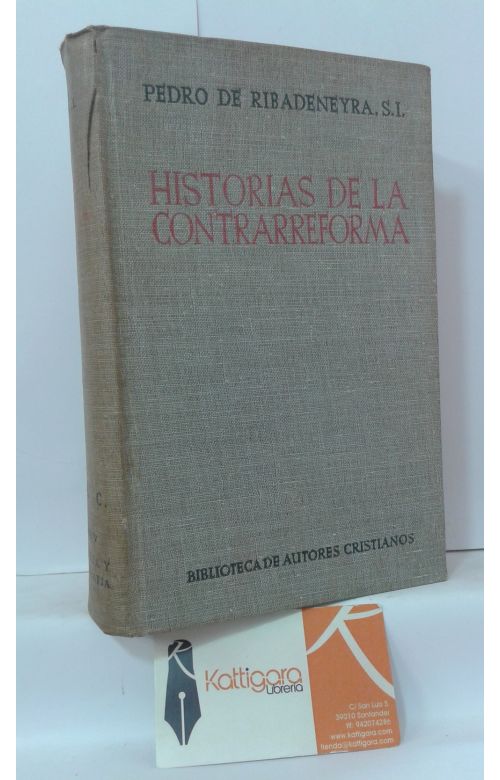 PEDRO DE RIBADENEYRA, S.I.
HISTORIAS DE LA
CONTRARREFORMA
BIBLIOTECA DE AUTORES CRISTIANOS
C.
Kattigara
Librería
C/ San Luis 5
39010 Santander
tf: 942074286
www.kattigara.com
tienda@kattigara.com